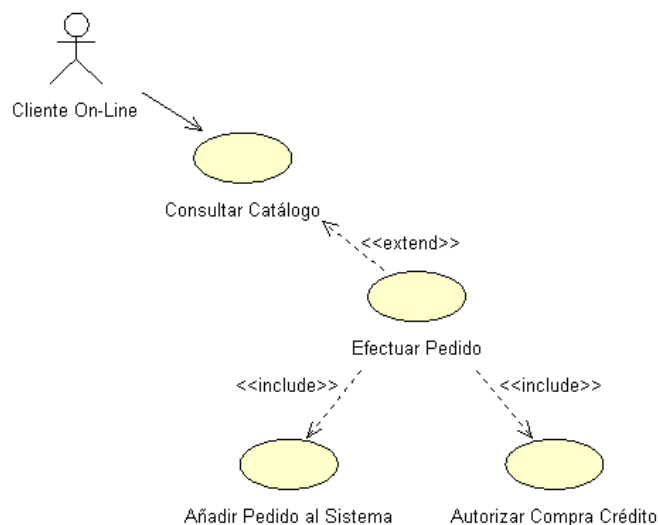 Cliente On-Line
Consultar Catálogo
<<extend>>
Efectuar Pedido
<<include>>
<<include>>
Añadir Pedido al Sistema
Autorizar Compra Crédito